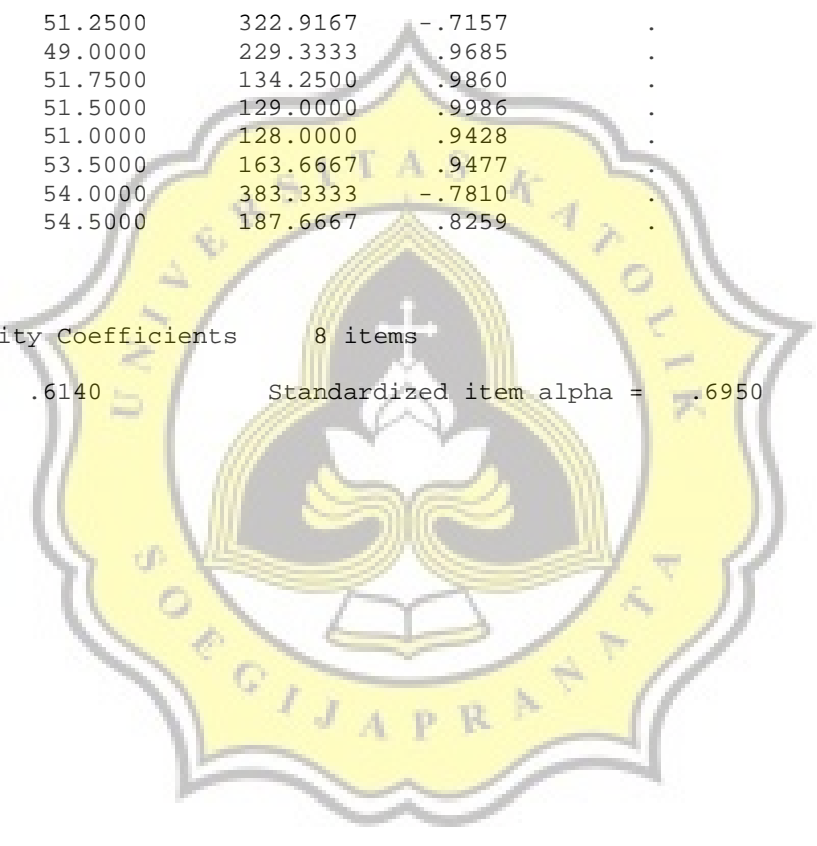 51.2500 322.9167 -.7157 .
49.0000 229.3333 .9685 .
51.7500 134.2500 .9860 .
51.5000 129.0000 .9986 .
51.0000 128.0000 .9428 .
53.5000 163.6667 .9477 .
54.0000 383.3333 -.7810 .
54.5000 187.6667 .8259 .
ity Coefficients 8 items
.6140 Standardized item alpha = .6950
UNIVERSITAS KATOLIK
SOEGIJAPRANATA